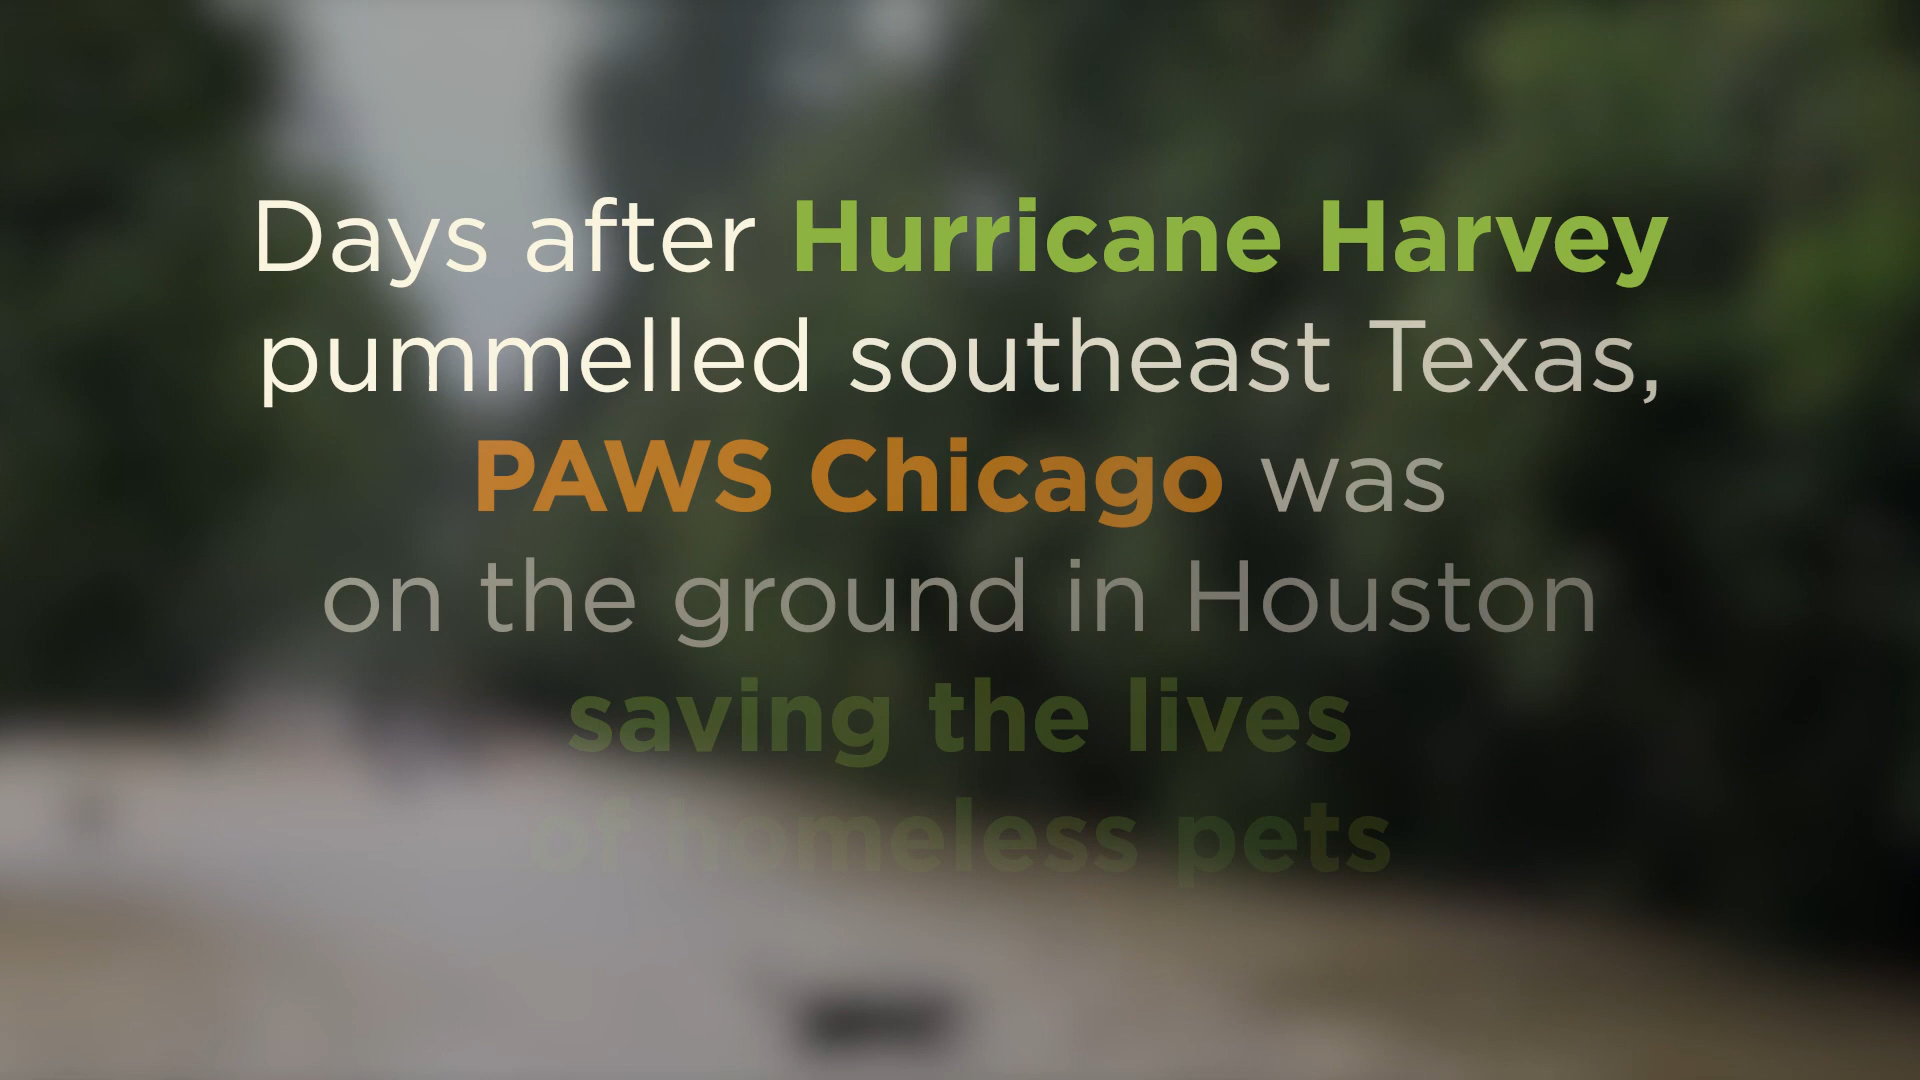 Days after Hurricane Harvey
pummelled southeast Texas,
PAWS Chicago was
on the ground in Houston
saving the lives
of homeless pets